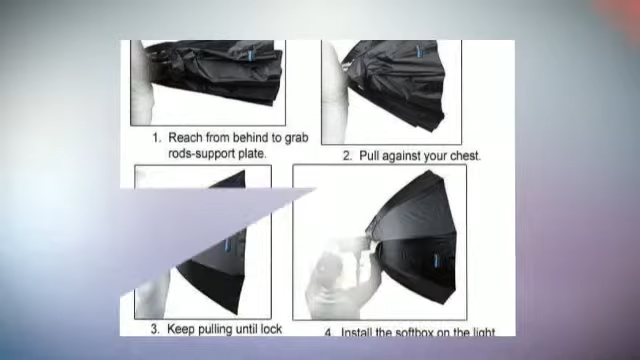 1. Reach from behind to grab
rods-support plate.
2. Pull against your chest.
3. Keep pulling until lock
4. Install the softbox on the light